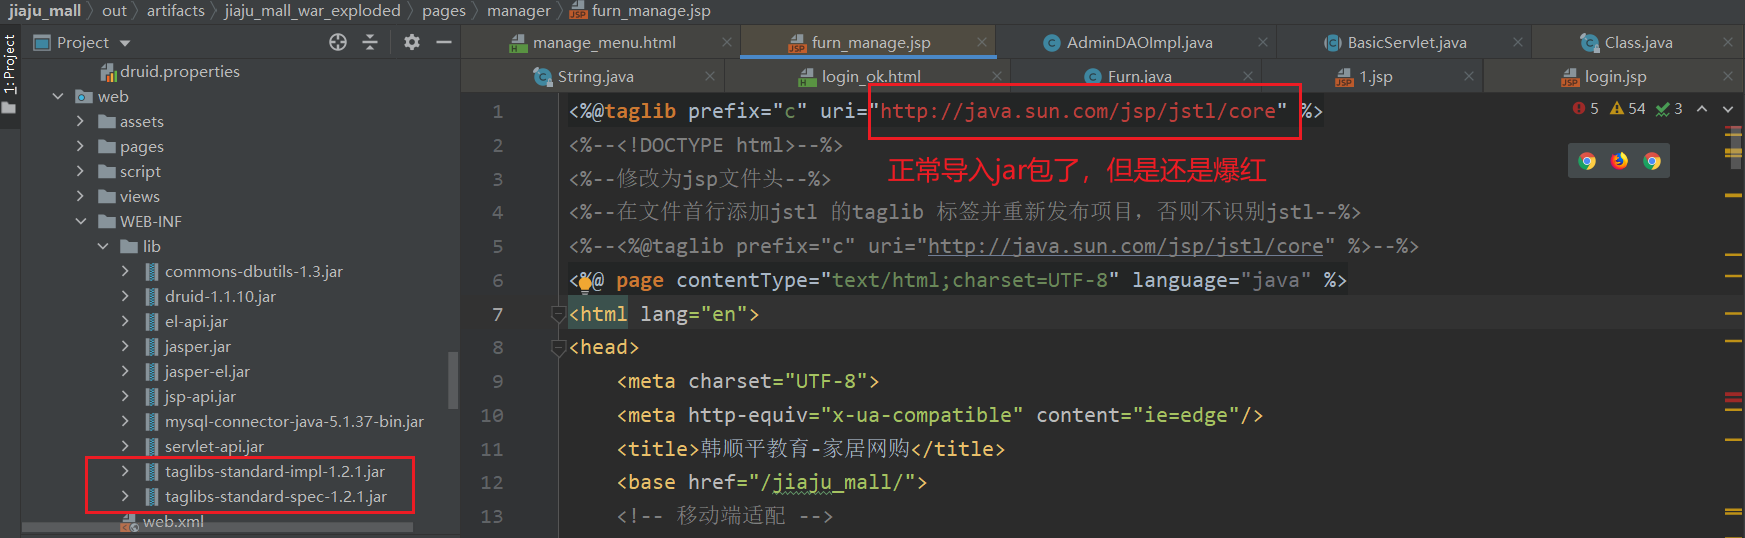 jiaju_mall 〉 out 〉 artifacts 〉 jiaju_mall_war_exploded 〉 pages 〉 manager 〉 furn_manage.jsp
1: Project
Project
manage_menu.html
furn_manage.jsp
AdminDAOImpl.java
BasicServlet.java
Class.java
String.java
login_ok.html
Furn.java
1.jsp
login.jsp
druid.properties
web
assets
pages
script
views
WEB-INF
lib
commons-dbutils-1.3.jar
druid-1.1.10.jar
el-api.jar
jasper.jar
jasper-el.jar
jsp-api.jar
mysql-connector-java-5.1.37-bin.jar
servlet-api.jar
taglibs-standard-impl-1.2.1.jar
taglibs-standard-spec-1.2.1.jar
web.xml
1 <%@taglib prefix="c" uri="http://java.sun.com/jsp/jstl/core" %>
5 54 3
2 <%--<!DOCTYPE html>--%>
正常导入jar包了，但是还是爆红
3 <%--修改为jsp文件头--%>
4 <%--在文件首行添加jstl 的taglib 标签并重新发布项目，否则不识别jstl--%>
5 <%--<%@taglib prefix="c" uri="http://java.sun.com/jsp/jstl/core" %>--%>
6 <%@ page contentType="text/html;charset=UTF-8" language="java" %>
7 <html lang="en">
8 <head>
9 <meta charset="UTF-8">
10 <meta http-equiv="x-ua-compatible" content="ie=edge"/>
11 <title>韩顺平教育-家居网购</title>
12 <base href="/jiaju_mall/">
13 <!-- 移动端适配 -->